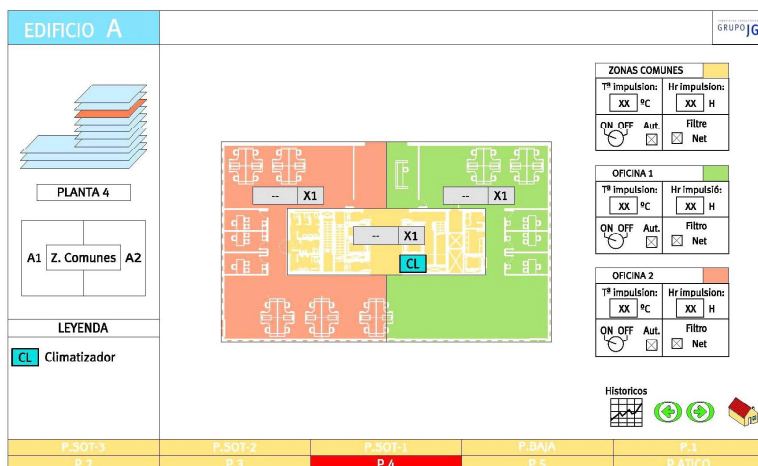 EDIFICIO A
GRUPO JG
PLANTA 4
A1 Z. Comunes A2
LEYENDA
CL Climatizador
-- X1
-- X1
-- X1
CL
ZONAS COMUNES
Tª impulsion: Hr impulsion:
XX ºC XX H
ON OFF Aut. Filtre
Net
OFICINA 1
Tª impulsion: Hr impulsió:
XX ºC XX H
ON OFF Aut. Filtro
Net
OFICINA 2
Tª impulsion: Hr impulsion:
XX ºC XX H
ON OFF Aut. Filtro
Net
Historicos
P.SOT-3 P.SOT-2 P.SOT-1 P.BAJA P.1
P.2 P.3 P.4 P.5 P.ATICO